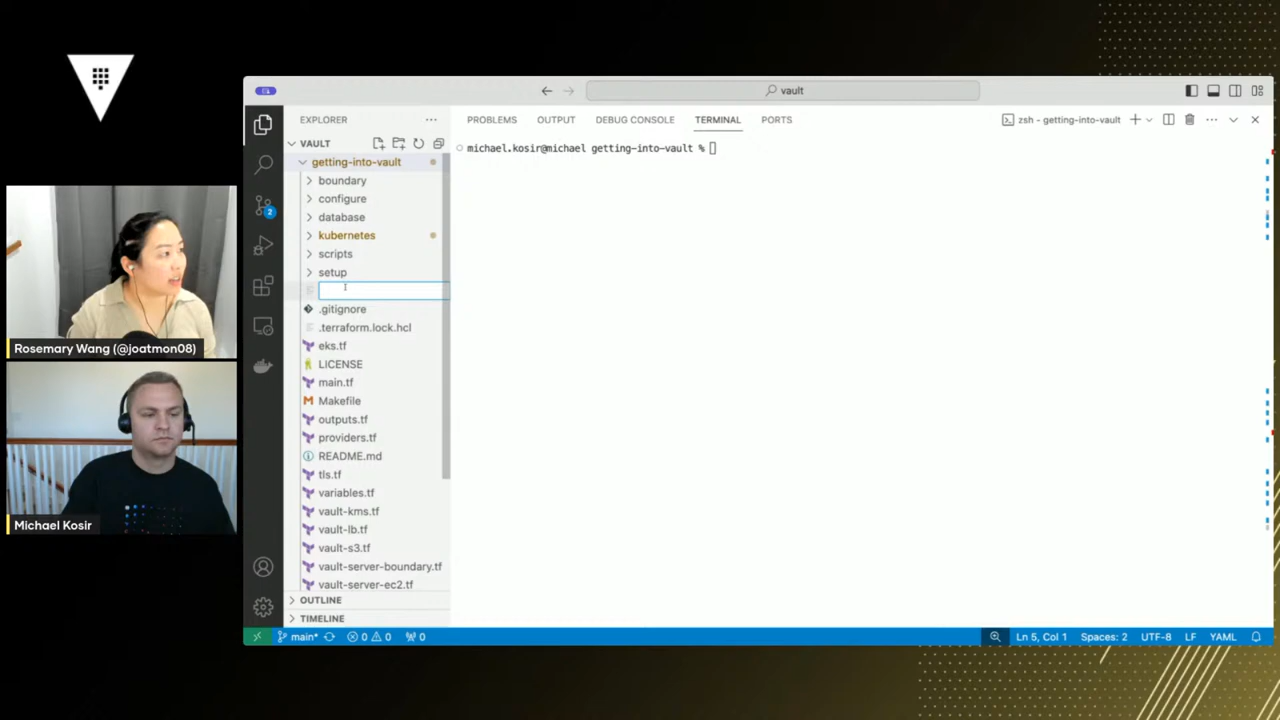 vault
EXPLORER
PROBLEMS OUTPUT DEBUG CONSOLE TERMINAL PORTS
zsh - getting-into-vault
VAULT
michael.kosir@michael getting-into-vault %
getting-into-vault
boundary
configure
database
kubernetes
scripts
setup
.gitignore
.terraform.lock.hcl
eks.tf
LICENSE
main.tf
M Makefile
outputs.tf
providers.tf
README.md
tls.tf
variables.tf
vault-kms.tf
vault-lb.tf
vault-s3.tf
vault-server-boundary.tf
vault-server-ec2.tf
OUTLINE
TIMELINE
2
Rosemary Wang (@joatmon08)
Michael Kosir
main* 0 0 0 Ln 5, Col 1 Spaces: 2 UTF-8 LF YAML